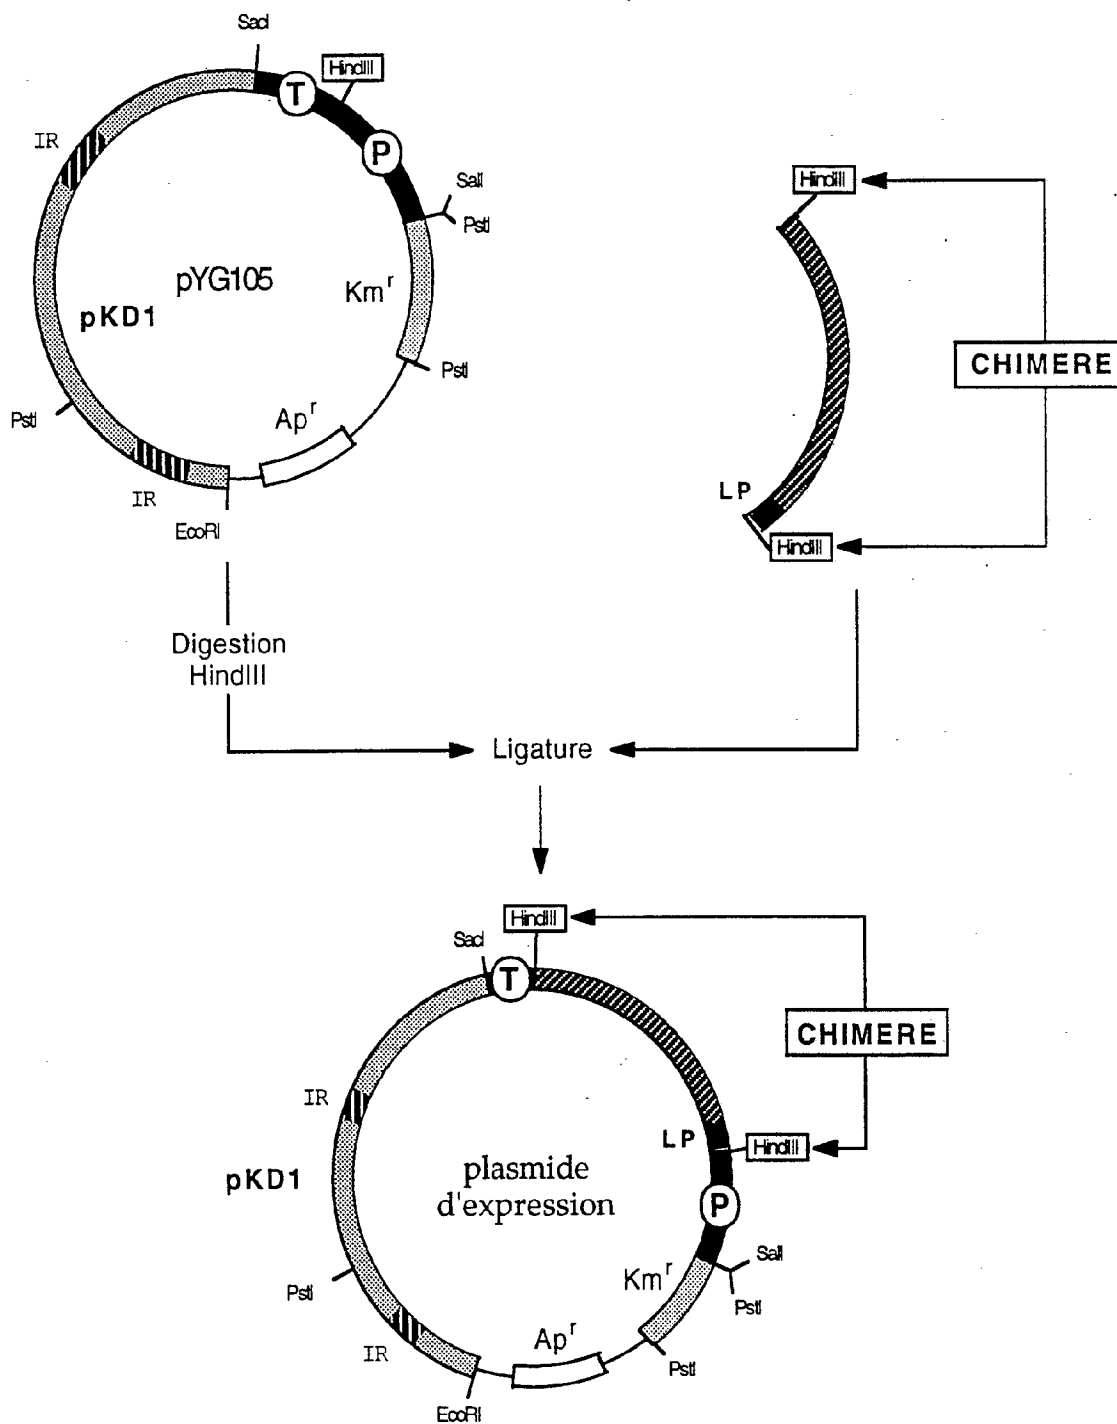 SacI
HindIII
T
IR
P
HindIII
SalI
PstI
pYG105
Km^r
pKD1
CHIMERE
PstI
PstI
Ap^r
LP
IR
HindIII
EcoRI
Digestion
HindIII
Ligature
HindIII
SacI
T
CHIMERE
IR
LP
HindIII
pKD1
plasmide
d'expression
P
SalI
Km^r
PstI
PstI
Ap^r
IR
PstI
EcoRI